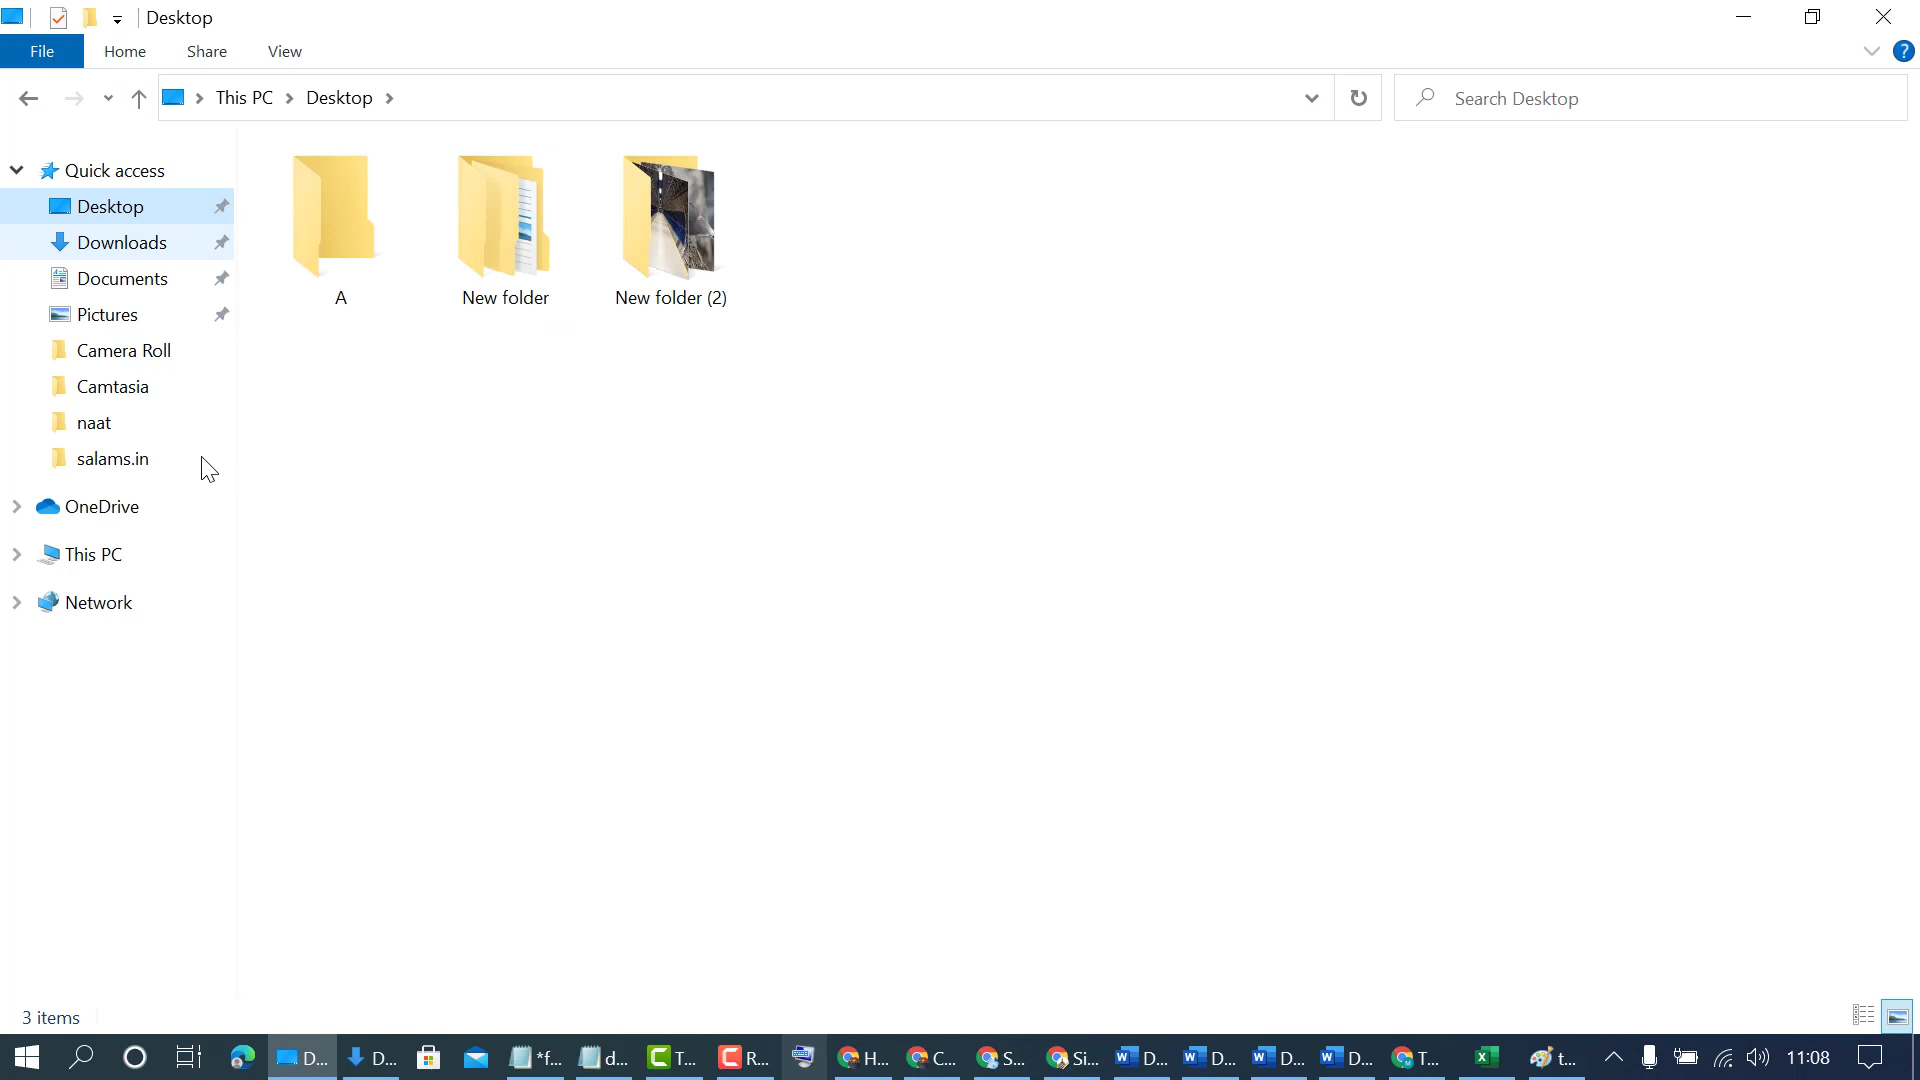 Desktop
File Home Share View
This PC Desktop
Search Desktop
Quick access
Desktop
Downloads
Documents
Pictures
Camera Roll
Camtasia
naat
salams.in
OneDrive
This PC
Network
A
New folder
New folder (2)
3 items
D... D... *f... d... T... R... H... C... S... Si... D... D... D... D... T... t... 11:08